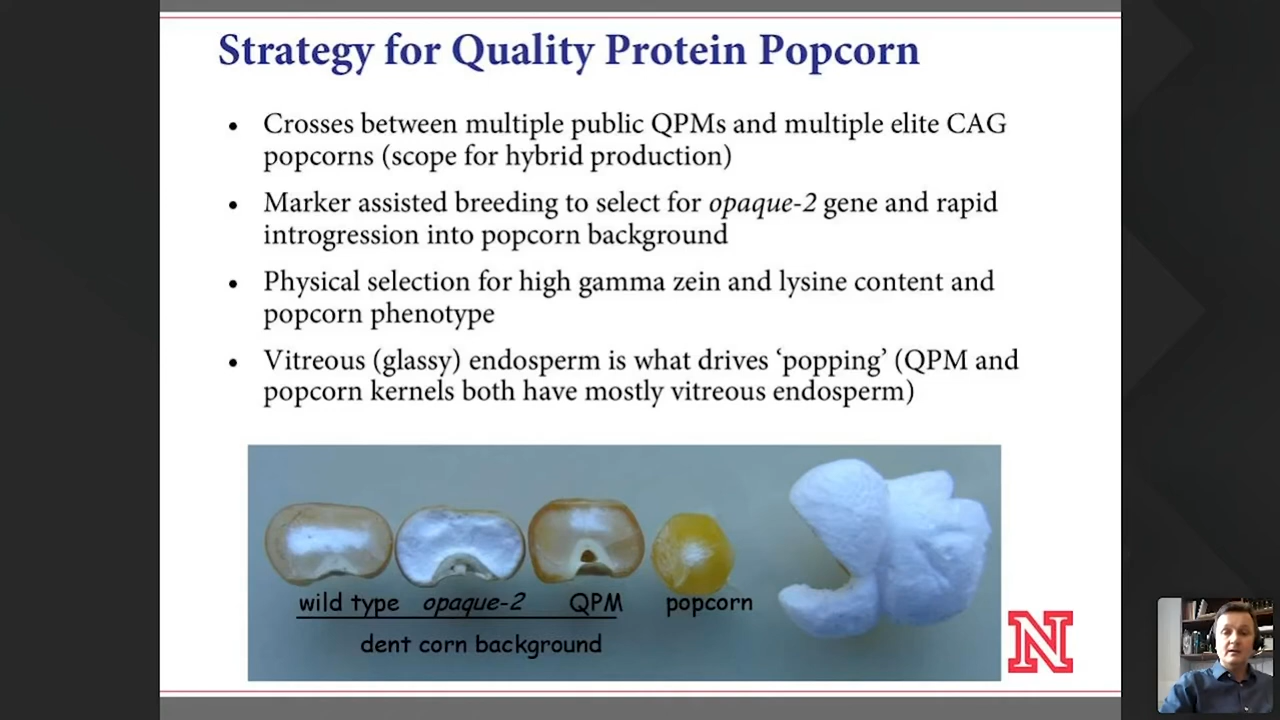 Strategy for Quality Protein Popcorn
• Crosses between multiple public QPMs and multiple elite CAG
popcorns (scope for hybrid production)
• Marker assisted breeding to select for opaque-2 gene and rapid
introgression into popcorn background
• Physical selection for high gamma zein and lysine content and
popcorn phenotype
• Vitreous (glassy) endosperm is what drives ‘popping’ (QPM and
popcorn kernels both have mostly vitreous endosperm)
wild type opaque-2 QPM popcorn
dent corn background
N